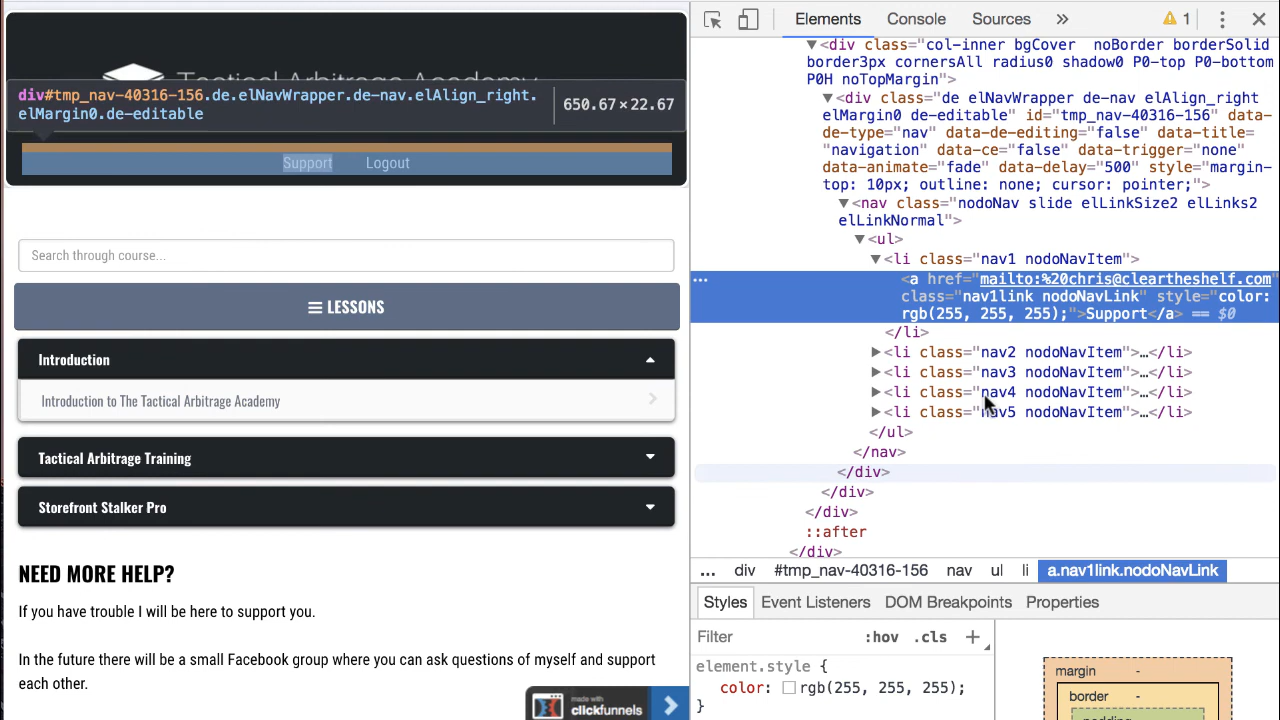 Tactical Arbitrage Academy
div#tmp_nav-40316-156.de.elNavWrapper.de-nav.elAlign_right.
elMargin0.de-editable
650.67×22.67
Support Logout
Search through course...
LESSONS
Introduction
Introduction to The Tactical Arbitrage Academy
Tactical Arbitrage Training
Storefront Stalker Pro
NEED MORE HELP?
If you have trouble I will be here to support you.
In the future there will be a small Facebook group where you can ask questions of myself and support
each other.
made with
clickfunnels
Elements Console Sources » 1
<div class="col-inner bgCover  noBorder borderSolid
border3px cornersAll radius0 shadow0 P0-top P0-bottom
P0H noTopMargin">
<div class="de elNavWrapper de-nav elAlign_right
elMargin0 de-editable" id="tmp_nav-40316-156" data-
de-type="nav" data-de-editing="false" data-title=
"navigation" data-ce="false" data-trigger="none"
data-animate="fade" data-delay="500" style="margin-
top: 10px; outline: none; cursor: pointer;">
<nav class="nodoNav slide elLinkSize2 elLinks2
elLinkNormal">
<ul>
<li class="nav1 nodoNavItem">
<a href="mailto:%20chris@cleartheshelf.com"
class="nav1link nodoNavLink" style="color:
rgb(255, 255, 255);">Support</a> == $0
</li>
<li class="nav2 nodoNavItem">…</li>
<li class="nav3 nodoNavItem">…</li>
<li class="nav4 nodoNavItem">…</li>
<li class="nav5 nodoNavItem">…</li>
</ul>
</nav>
</div>
</div>
</div>
::after
</div>
... div #tmp_nav-40316-156 nav ul li a.nav1link.nodoNavLink
Styles Event Listeners DOM Breakpoints Properties
Filter :hov .cls +
element.style {
color: rgb(255, 255, 255);
}
margin -
border -
padding